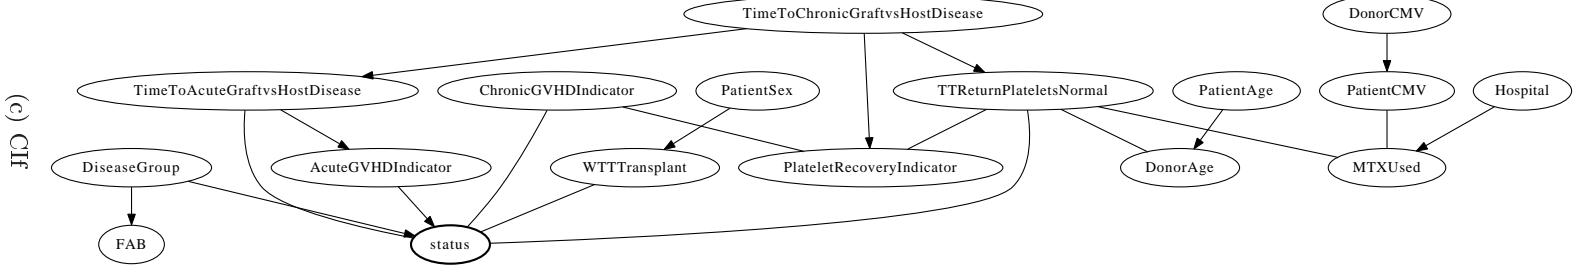 TimeToChronicGraftvsHostDisease
DonorCMV
TimeToAcuteGraftvsHostDisease
ChronicGVHDIndicator
PatientSex
TTReturnPlateletsNormal
PatientAge
PatientCMV
Hospital
DiseaseGroup
AcuteGVHDIndicator
WTTTransplant
PlateletRecoveryIndicator
DonorAge
MTXUsed
FAB
status
(c) CIf